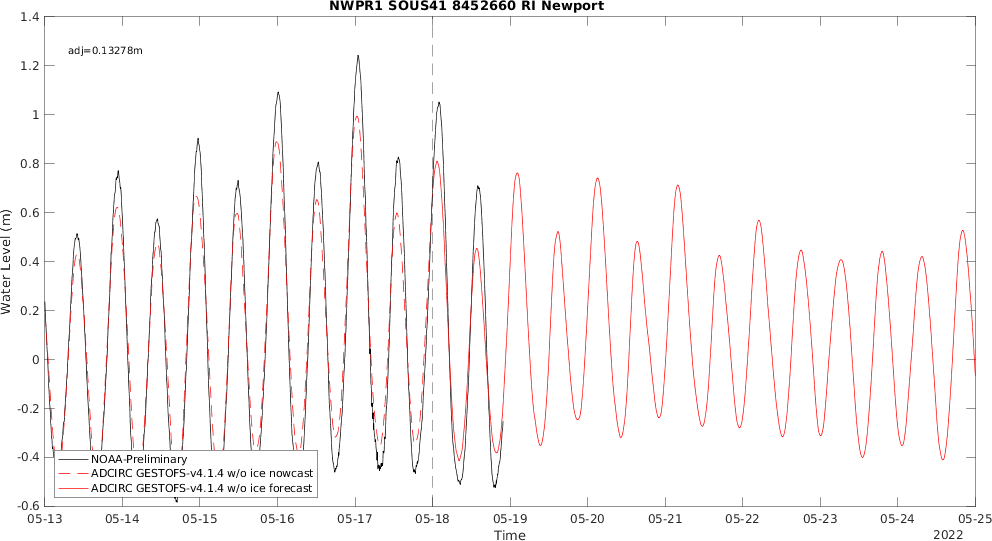 NWPR1 SOUS41 8452660 RI Newport
adj=0.13278m
1.4
1.2
1
0.8
0.6
0.4
0.2
0
-0.2
-0.4
-0.6
Water Level (m)
NOAA-Preliminary
ADCIRC GESTOFS-v4.1.4 w/o ice nowcast
ADCIRC GESTOFS-v4.1.4 w/o ice forecast
05-13 05-14 05-15 05-16 05-17 05-18 05-19 05-20 05-21 05-22 05-23 05-24 05-25
Time
2022